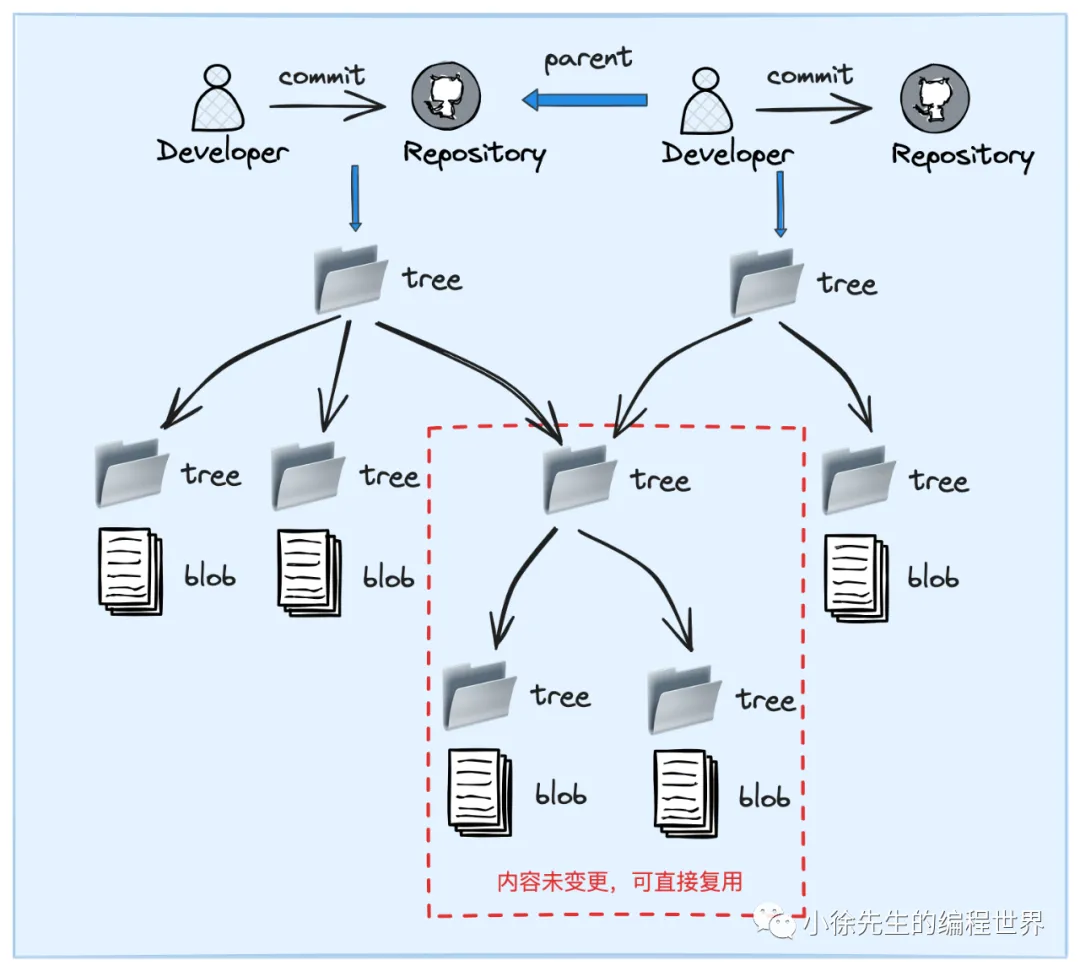 commit
parent
commit
Developer
Repository
Developer
Repository
tree
tree
tree
tree
tree
tree
blob
blob
blob
tree
tree
blob
blob
内容未变更，可直接复用
小徐先生的编程世界